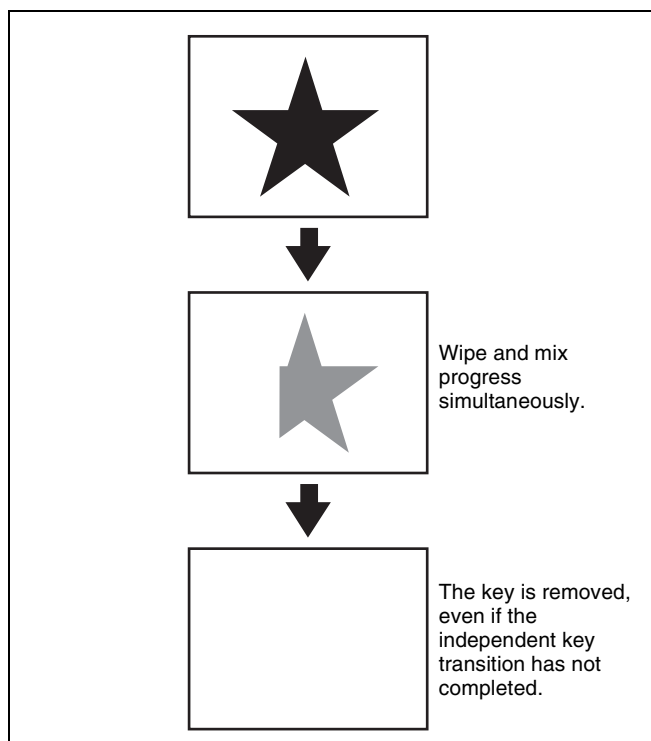 Wipe and mix
progress
simultaneously.
The key is removed,
even if the
independent key
transition has not
completed.